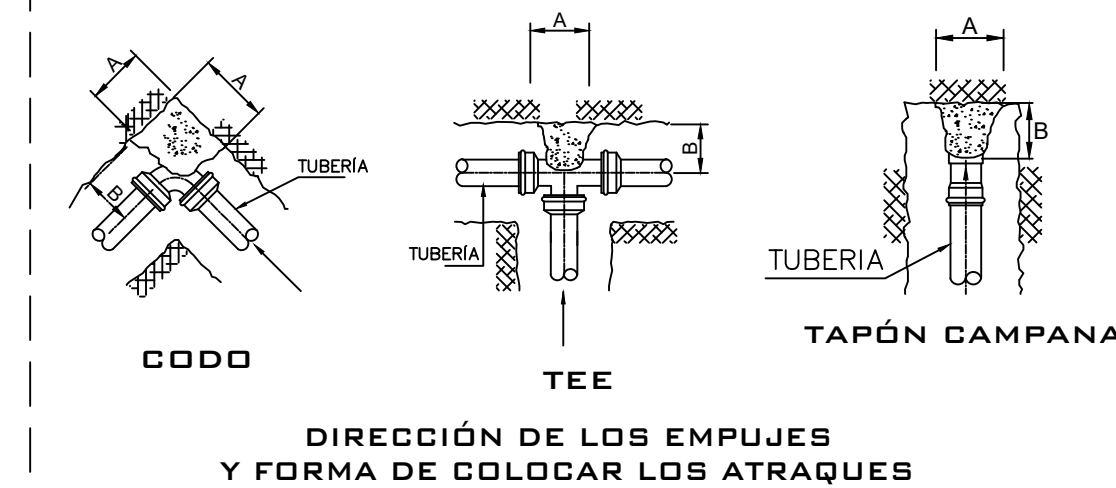 A
A
B
TUBERÍA
CODO
A
B
TUBERÍA
TEE
A
B
TUBERIA
TAPÓN CAMPANA
DIRECCIÓN DE LOS EMPUJES
Y FORMA DE COLOCAR LOS ATRAQUES